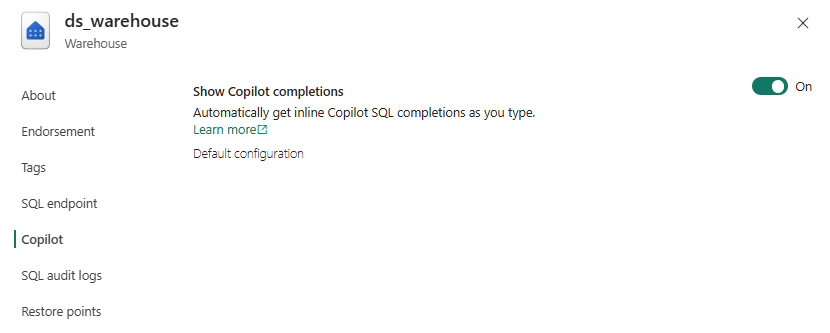 ds_warehouse
Warehouse
About
Endorsement
Tags
SQL endpoint
Copilot
SQL audit logs
Restore points
Show Copilot completions
On
Automatically get inline Copilot SQL completions as you type.
Learn more
Default configuration